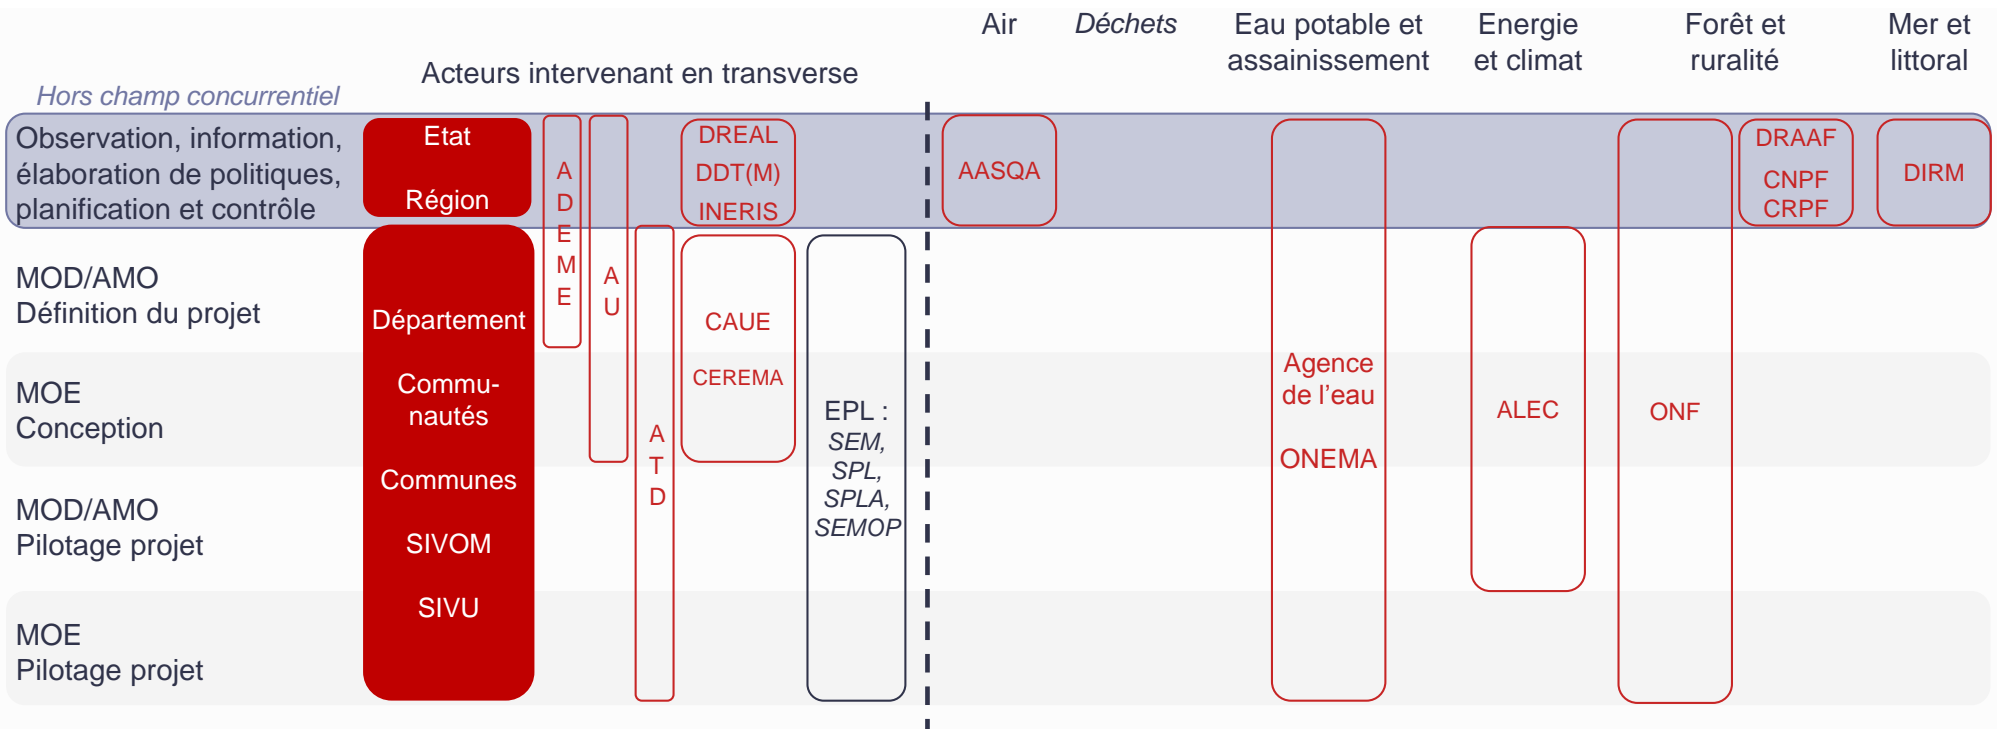 Air
Déchets
Eau potable et
assainissement
Energie
et climat
Forêt et
ruralité
Mer et
littoral
Acteurs intervenant en transverse
Hors champ concurrentiel
Observation, information,
élaboration de politiques,
planification et contrôle
Etat
Région
ADEME
AU
DREAL
DDT(M)
INERIS
AASQA
DRAAF
CNPF
CRPF
DIRM
MOD/AMO
Définition du projet
MOE
Conception
MOD/AMO
Pilotage projet
MOE
Pilotage projet
Département
Commu-
nautés
Communes
SIVOM
SIVU
ATD
CAUE
CEREMA
EPL :
SEM,
SPL,
SPLA,
SEMOP
Agence
de l'eau
ONEMA
ALEC
ONF